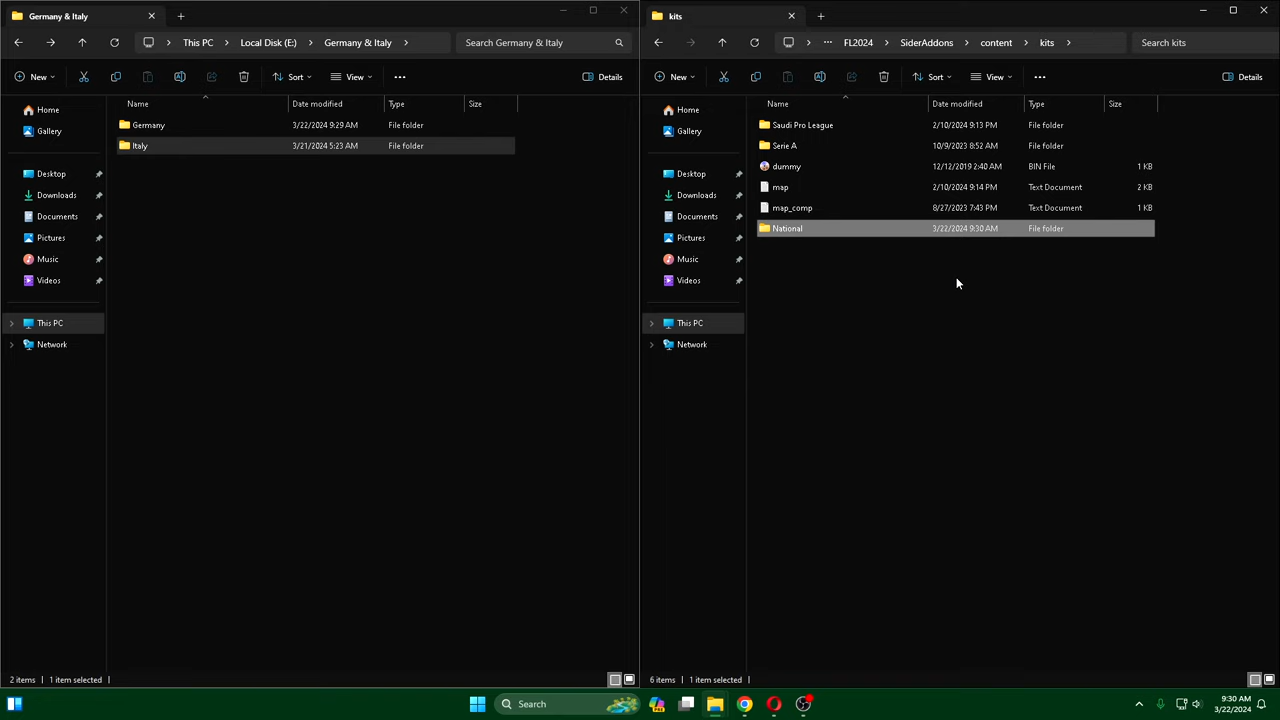 Germany & Italy
This PC
Local Disk (E:)
Germany & Italy
Search Germany & Italy
New
Sort
View
Details
Home
Gallery
Desktop
Downloads
Documents
Pictures
Music
Videos
This PC
Network
Name Date modified Type Size
Germany 3/22/2024 9:29 AM File folder
Italy 3/21/2024 5:23 AM File folder
2 items 1 item selected
kits
FL2024
SiderAddons
content
kits
Search kits
New
Sort
View
Details
Home
Gallery
Desktop
Downloads
Documents
Pictures
Music
Videos
This PC
Network
Name Date modified Type Size
Saudi Pro League 2/10/2024 9:13 PM File folder
Serie A 10/9/2023 8:52 AM File folder
dummy 12/12/2019 2:40 AM BIN File 1 KB
map 2/10/2024 9:14 PM Text Document 2 KB
map_comp 8/27/2023 7:43 PM Text Document 1 KB
National 3/22/2024 9:30 AM File folder
6 items 1 item selected
Search
9:30 AM
3/22/2024